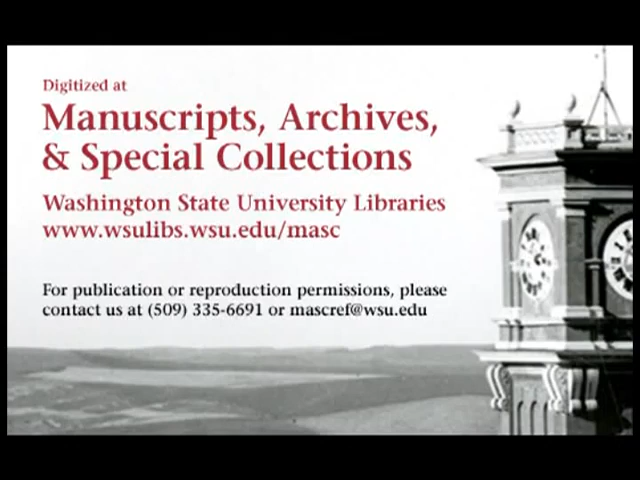 Digitized at
Manuscripts, Archives,
& Special Collections
Washington State University Libraries
www.wsulibs.wsu.edu/masc
For publication or reproduction permissions, please
contact us at (509) 335-6691 or mascref@wsu.edu